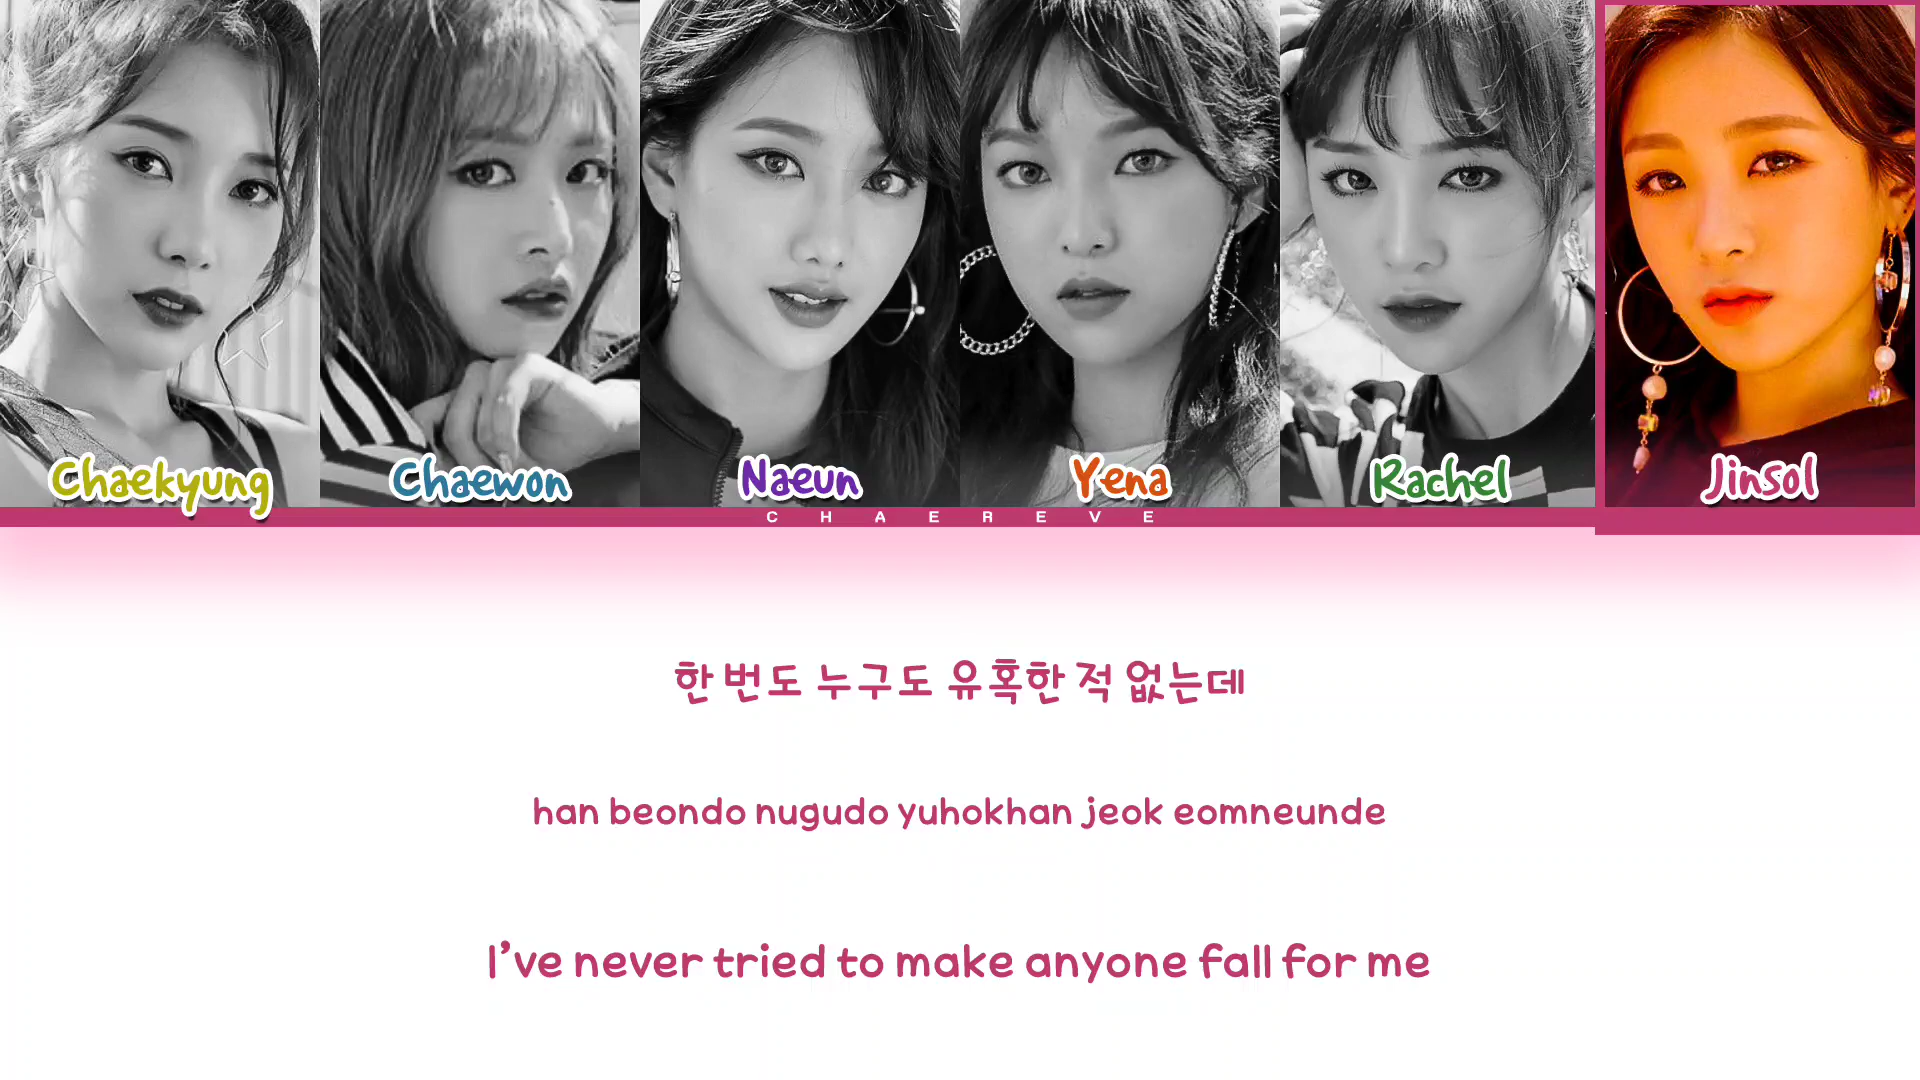 Chaekyung
Chaewon
Naeun
Yena
Rachel
Jinsol
CHAEREVE
한 번도 누구도 유혹한 적 없는데
han beondo nugudo yuhokhan jeok eomneunde
I’ve never tried to make anyone fall for me